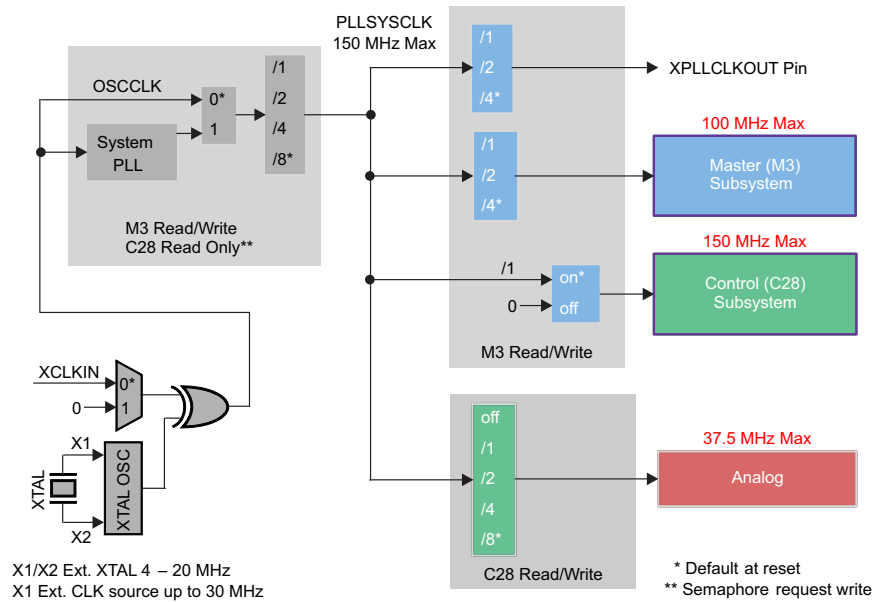 PLLSYSCLK
150 MHz Max
OSCCLK
0*
1
System
PLL
/1
/2
/4
/8*
M3 Read/Write
C28 Read Only**
/1
/2
/4*
XPLLCLKOUT Pin
/1
/2
/4*
100 MHz Max
Master (M3)
Subsystem
/1
0
on*
off
150 MHz Max
Control (C28)
Subsystem
M3 Read/Write
XCLKIN
0*
0
1
X1
XTAL
XTAL OSC
X2
off
/1
/2
/4
/8*
37.5 MHz Max
Analog
C28 Read/Write
X1/X2 Ext. XTAL 4 – 20 MHz
X1 Ext. CLK source up to 30 MHz
* Default at reset
** Semaphore request write